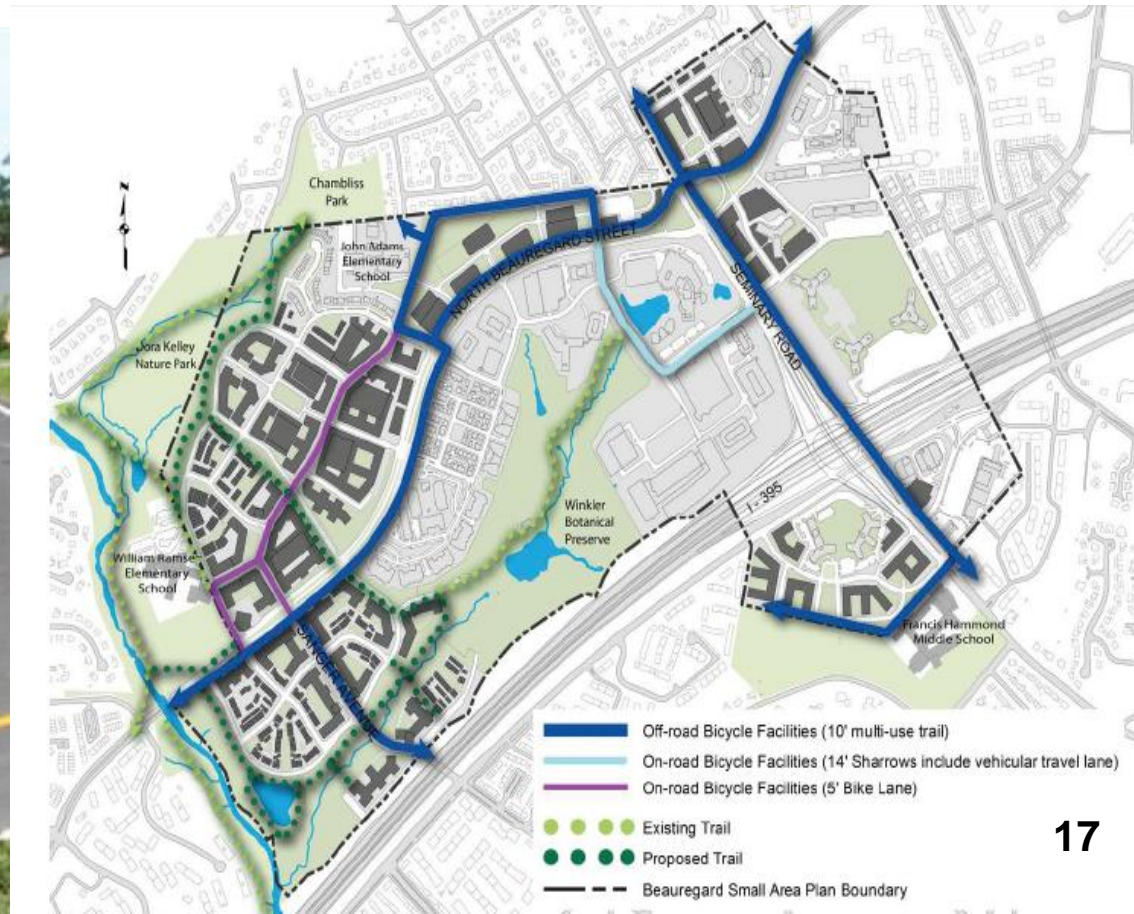 N
Chambliss
Park
John Adams
Elementary
School
NORTH BEAUREGARD STREET
SEMINARY ROAD
Jora Kelley
Nature Park
Winkler
Botanical
Preserve
I - 395
William Ramse
Elementary
School
SANGER AVENUE
Francis Hammond
Middle School
Off-road Bicycle Facilities (10' multi-use trail)
On-road Bicycle Facilities (14' Sharrows include vehicular travel lane)
On-road Bicycle Facilities (5' Bike Lane)
Existing Trail
Proposed Trail
Beauregard Small Area Plan Boundary
17